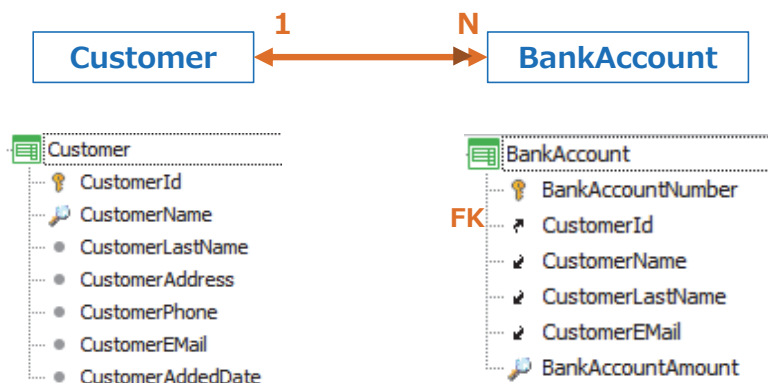 1 N
Customer BankAccount
Customer
CustomerId
CustomerName
CustomerLastName
CustomerAddress
CustomerPhone
CustomerEMail
CustomerAddedDate
BankAccount
BankAccountNumber
FK CustomerId
CustomerName
CustomerLastName
CustomerEMail
BankAccountAmount